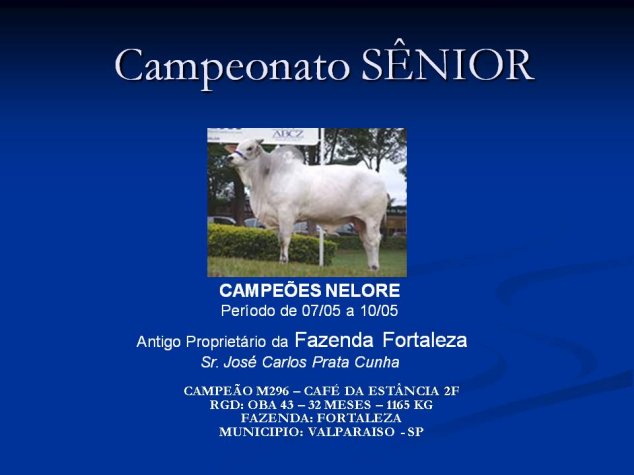 Campeonato SÊNIOR
ABCZ
CAMPEÕES NELORE
Período de 07/05 a 10/05
Antigo Proprietário da Fazenda Fortaleza
Sr. José Carlos Prata Cunha
CAMPEÃO M296 – CAFÉ DA ESTÂNCIA 2F
RGD: OBA 43 – 32 MESES – 1165 KG
FAZENDA: FORTALEZA
MUNICIPIO: VALPARAISO - SP